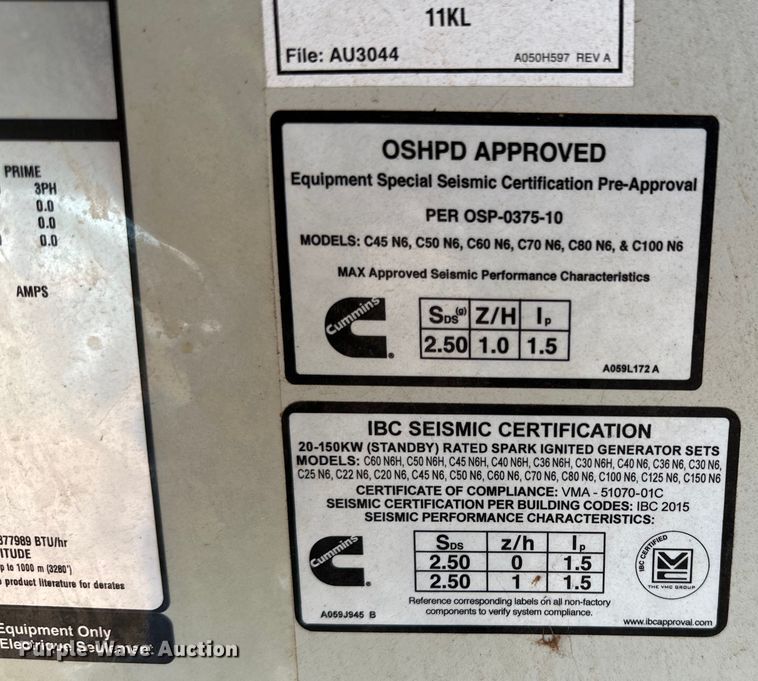 11KL
File: AU3044
A050H597 REV A
PRIME
3PH
0.0
0.0
0.0
AMPS
OSHPD APPROVED
Equipment Special Seismic Certification Pre-Approval
PER OSP-0375-10
MODELS: C45 N6, C50 N6, C60 N6, C70 N6, C80 N6, & C100 N6
MAX Approved Seismic Performance Characteristics
Cummins
SDS(g) Z/H Ip
2.50 1.0 1.5
A059L172 A
IBC SEISMIC CERTIFICATION
20-150KW (STANDBY) RATED SPARK IGNITED GENERATOR SETS
MODELS: C60 N6H, C50 N6H, C45 N6H, C40 N6H, C36 N6H, C30 N6H, C40 N6, C36 N6, C30 N6,
C25 N6, C22 N6, C20 N6, C45 N6, C50 N6, C60 N6, C70 N6, C80 N6, C100 N6, C125 N6, C150 N6
CERTIFICATE OF COMPLIANCE: VMA - 51070-01C
SEISMIC CERTIFICATION PER BUILDING CODES: IBC 2015
SEISMIC PERFORMANCE CHARACTERISTICS:
Cummins
SDS z/h Ip
2.50 0 1.5
2.50 1 1.5
IBC CERTIFIED
THE VMC GROUP
Reference corresponding labels on all non-factory
components to verify system compliance.
A059J945 B
www.ibcapproval.com
377989 BTU/hr
ITUDE
p to 1000 m (3280')
product literature for derates
Equipment Only
Electrique Seulement
Purple Wave Auction